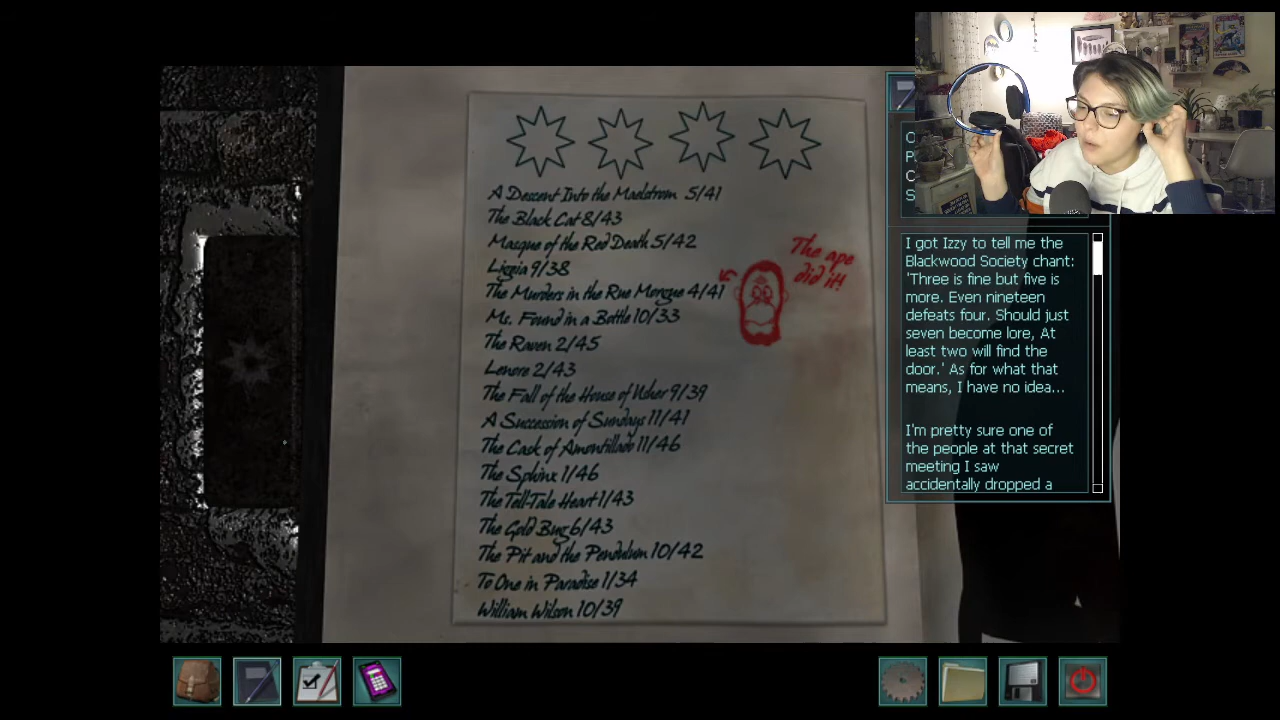 A Descent Into the Maelstrom 5/41
The Black Cat 8/43
Masque of the Red Death 5/42
Ligeia 9/38
The Murders in the Rue Morgue 4/41
Ms. Found in a Bottle 10/33
The Raven 2/45
Lenore 2/43
The Fall of the House of Usher 9/39
A Succession of Sundays 11/41
The Cask of Amontillado 11/46
The Sphinx 1/46
The Tell-Tale Heart 1/43
The Gold Bug 6/43
The Pit and the Pendulum 10/42
To One in Paradise 1/34
William Wilson 10/39
The ape
did it!
I got Izzy to tell me the
Blackwood Society chant:
'Three is fine but five is
more. Even nineteen
defeats four. Should just
seven become lore, At
least two will find the
door.' As for what that
means, I have no idea...
I'm pretty sure one of
the people at that secret
meeting I saw
accidentally dropped a